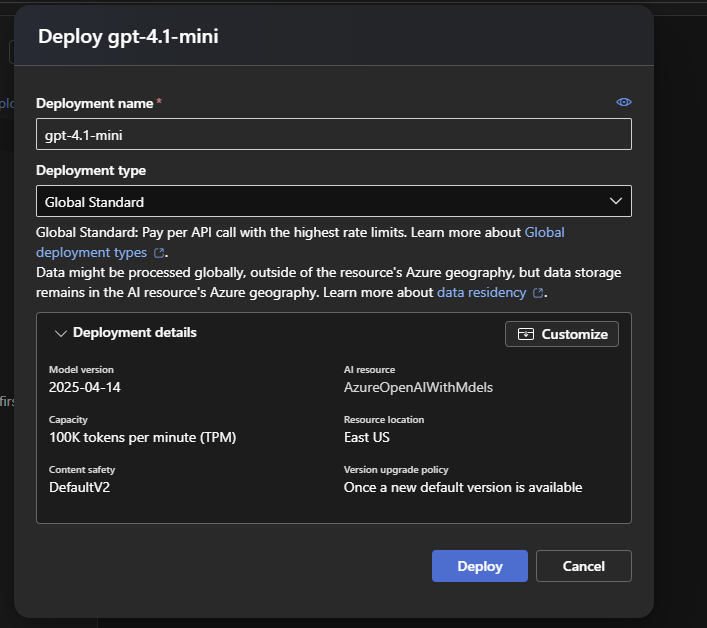 Deploy gpt-4.1-mini
Deployment name *
gpt-4.1-mini
Deployment type
Global Standard
Global Standard: Pay per API call with the highest rate limits. Learn more about Global
deployment types .
Data might be processed globally, outside of the resource's Azure geography, but data storage
remains in the AI resource's Azure geography. Learn more about data residency .
Deployment details
Customize
Model version
2025-04-14
AI resource
AzureOpenAIWithMdels
Capacity
100K tokens per minute (TPM)
Resource location
East US
Content safety
DefaultV2
Version upgrade policy
Once a new default version is available
Deploy
Cancel